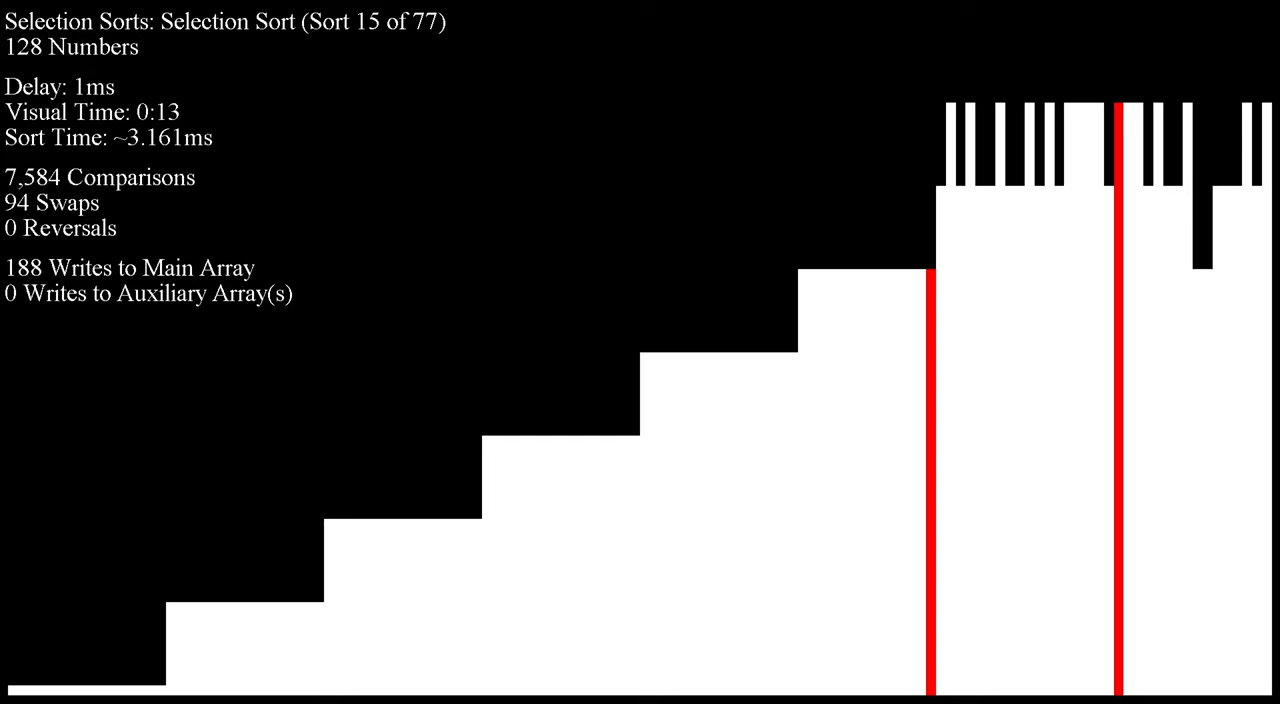 Selection Sorts: Selection Sort (Sort 15 of 77)
128 Numbers
Delay: 1ms
Visual Time: 0:13
Sort Time: ~3.161ms
7,584 Comparisons
94 Swaps
0 Reversals
188 Writes to Main Array
0 Writes to Auxiliary Array(s)